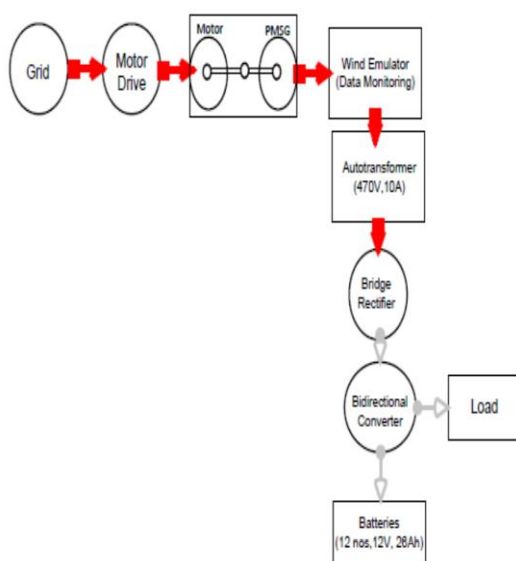 Grid
Motor
Drive
Motor
PMSG
Wind Emulator
(Data Monitoring)
Autotransformer
(470V,10A)
Bridge
Rectifier
Bidirectional
Converter
Load
Batteries
(12 nos,12V, 26Ah)